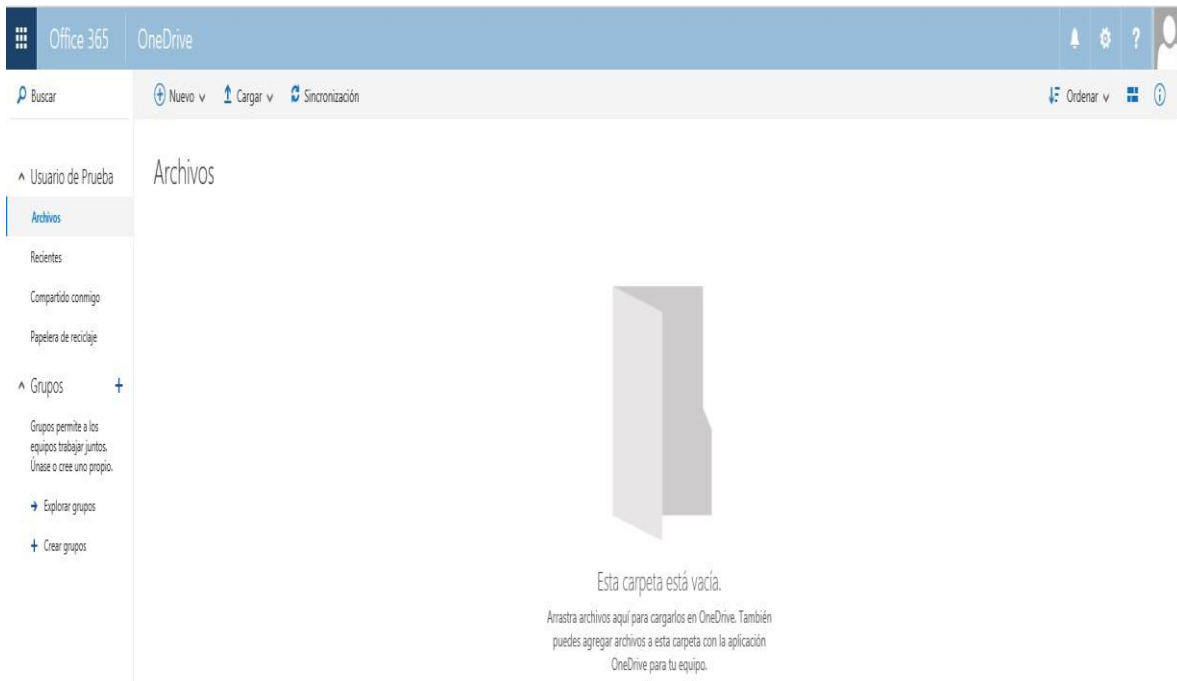 Office 365
OneDrive
?
Buscar
Nuevo
Cargar
Sincronización
Ordenar
Usuario de Prueba
Archivos
Recientes
Compartido conmigo
Papelera de reciclaje
Grupos
Grupos permite a los
equipos trabajar juntos.
Únase o cree uno propio.
Explorar grupos
Crear grupos
Archivos
Esta carpeta está vacía.
Arrastra archivos aquí para cargarlos en OneDrive. También
puedes agregar archivos a esta carpeta con la aplicación
OneDrive para tu equipo.